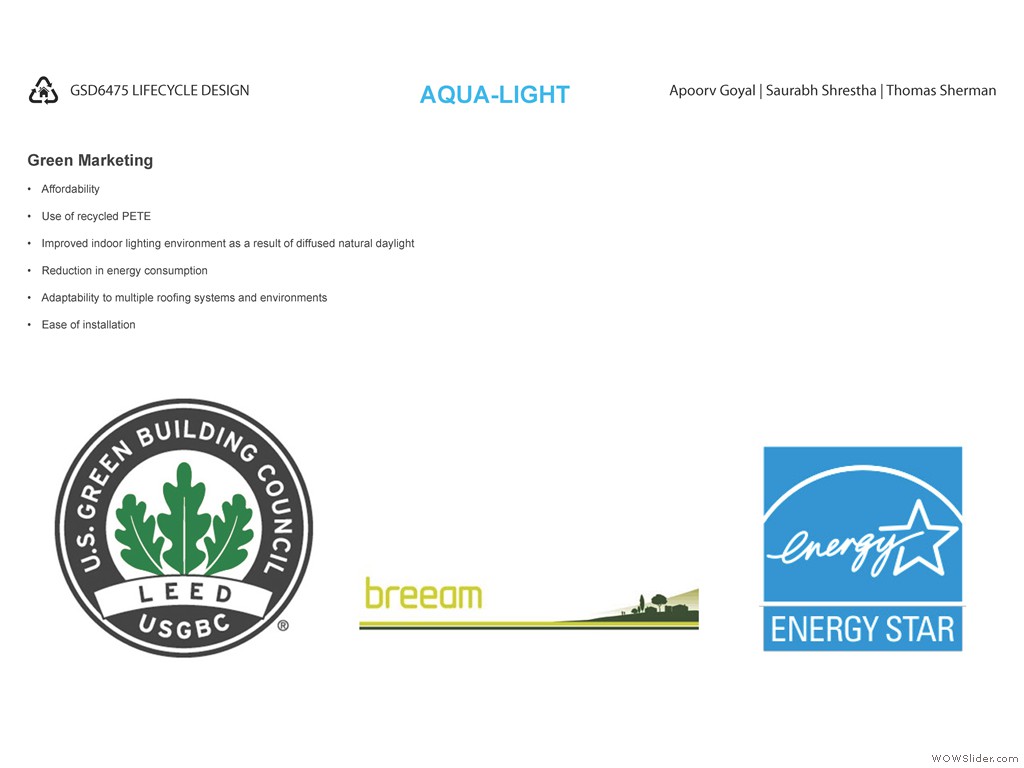 GSD6475 LIFECYCLE DESIGN
AQUA-LIGHT
Apoorv Goyal | Saurabh Shrestha | Thomas Sherman
Green Marketing
• Affordability
• Use of recycled PETE
• Improved indoor lighting environment as a result of diffused natural daylight
• Reduction in energy consumption
• Adaptability to multiple roofing systems and environments
• Ease of installation
U.S. GREEN BUILDING COUNCIL
LEED
USGBC
®
breeam
energy
ENERGY STAR
WOWSlider.com